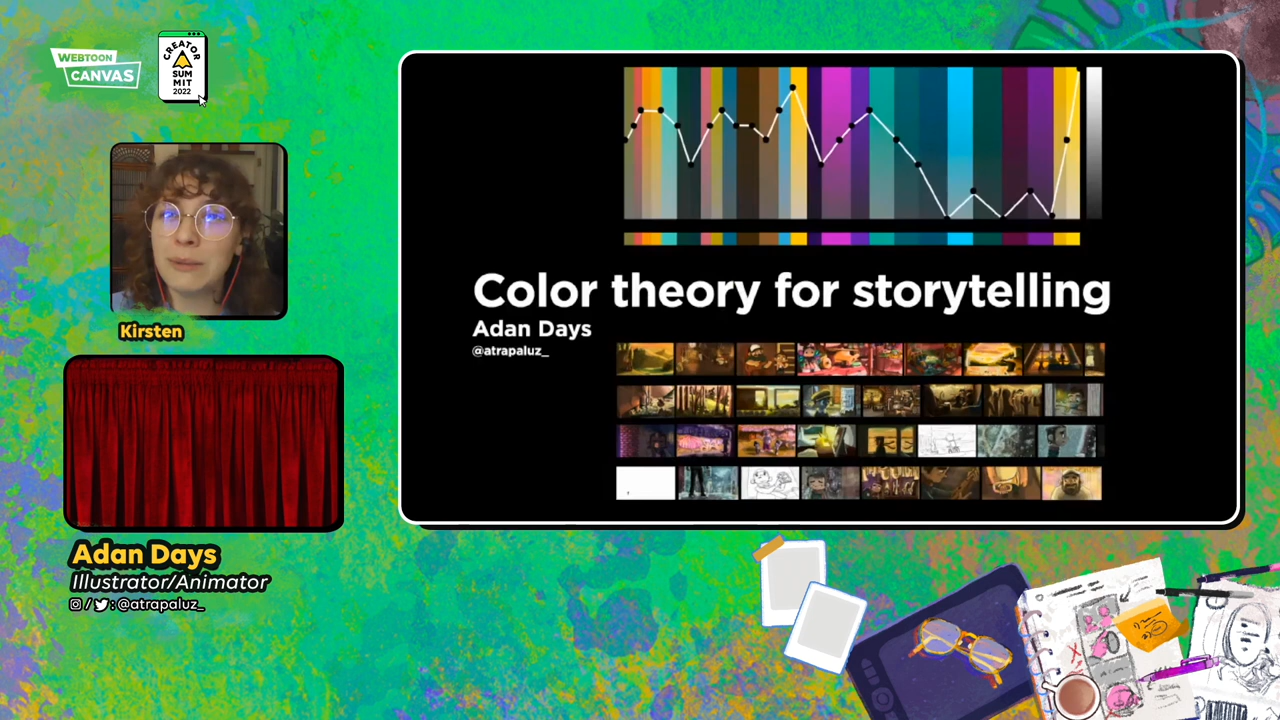 WEBTOON
CANVAS
CREATOR
SUM
MIT
2022
Kirsten
Adan Days
Illustrator/Animator
/ : @atrapaluz_
Color theory for storytelling
Adan Days
@atrapaluz_